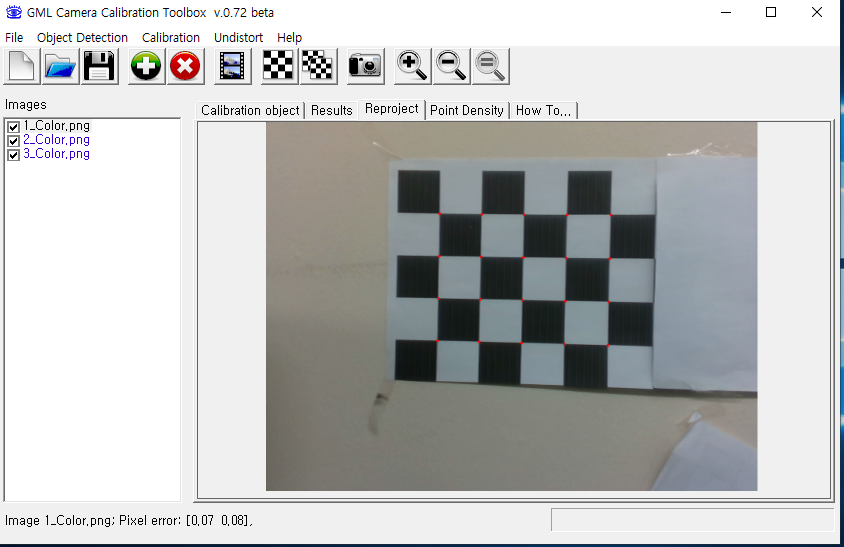 GML Camera Calibration Toolbox v.0.72 beta
File Object Detection Calibration Undistort Help
Images
Calibration object Results Reproject Point Density How To...
1_Color.png
2_Color.png
3_Color.png
Image 1_Color.png; Pixel error: [0.07 0.08],